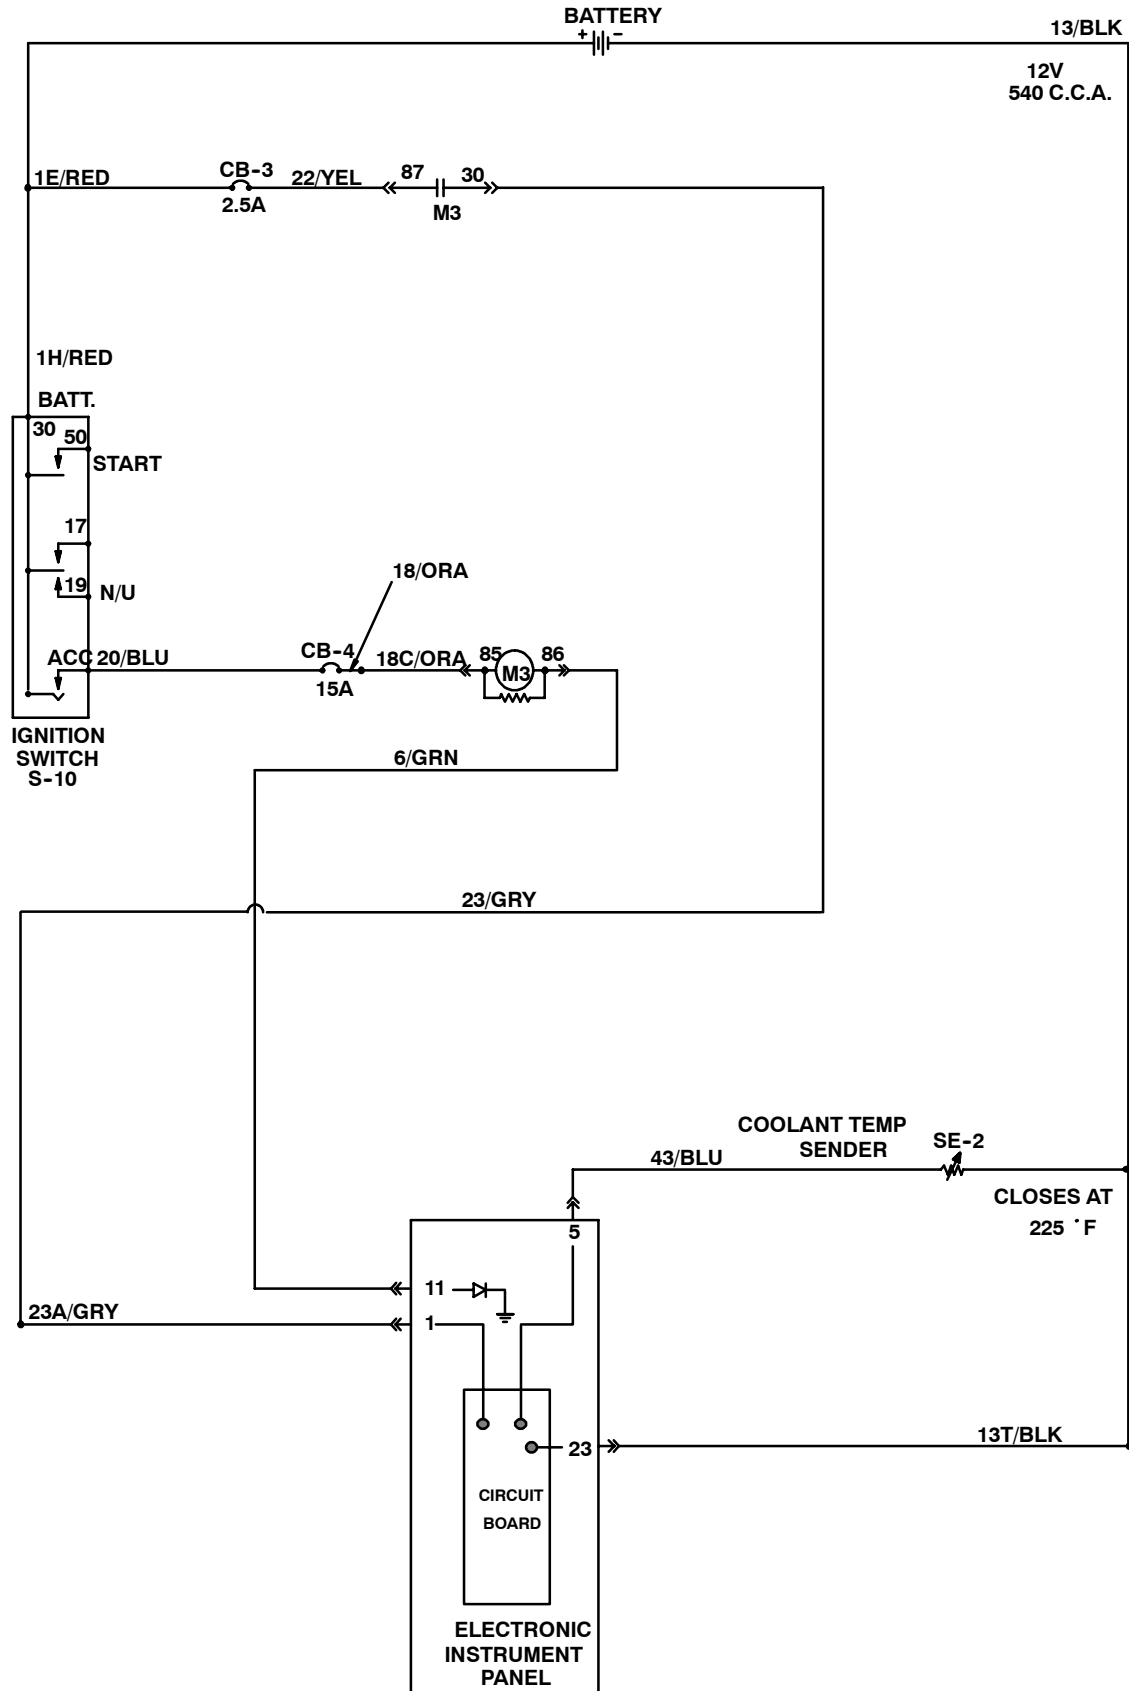 BATTERY
+ −
13/BLK
12V
540 C.C.A.
1E/RED
CB-3
2.5A
22/YEL
87
30
M3
1H/RED
BATT.
30
50
START
17
19
N/U
18/ORA
ACC
20/BLU
CB-4
15A
18C/ORA
85
M3
86
IGNITION
SWITCH
S-10
6/GRN
23/GRY
COOLANT TEMP
SENDER
SE-2
43/BLU
CLOSES AT
225 °F
5
11
23A/GRY
1
23
13T/BLK
CIRCUIT
BOARD
ELECTRONIC
INSTRUMENT
PANEL